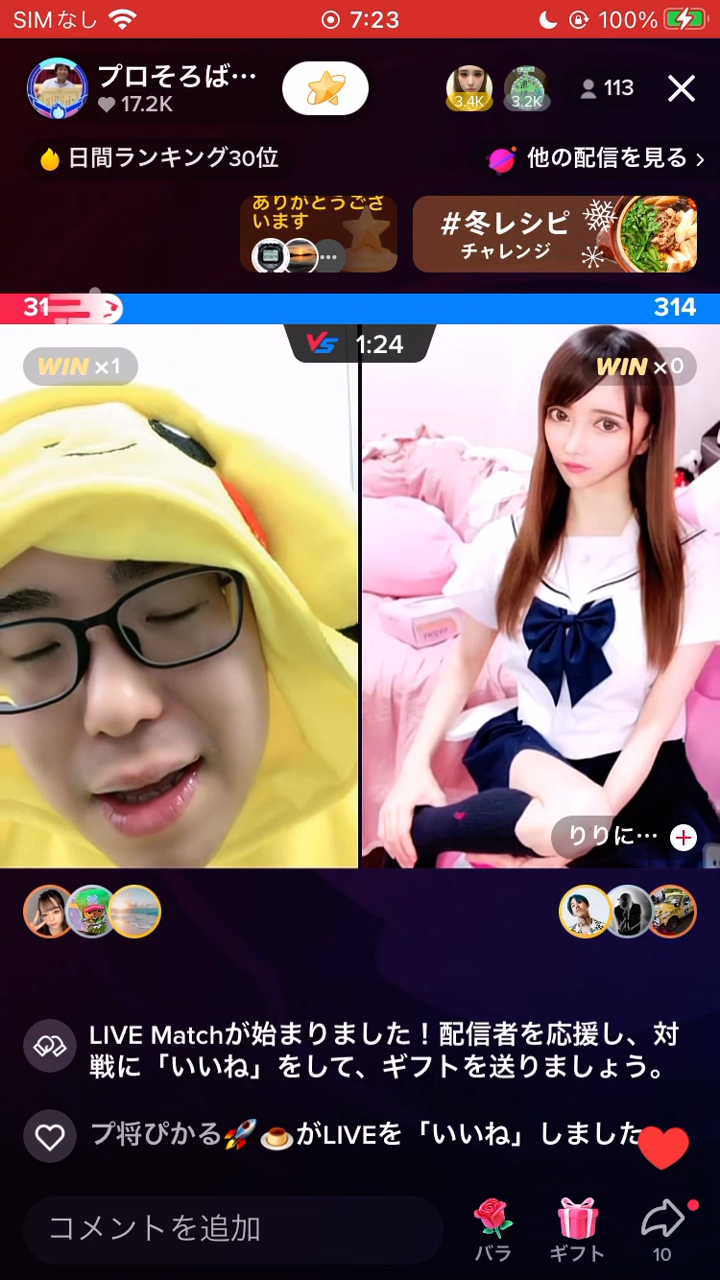 SIMなし 7:23 100%
プロそろば…
17.2K
3.4K 3.2K 113
日間ランキング30位 他の配信を見る
ありがとうござ
います
#冬レシピ
チャレンジ
31 314
VS 1:24
WIN ×1 WIN ×0
りりに…
LIVE Matchが始まりました！配信者を応援し、対
戦に「いいね」をして、ギフトを送りましょう。
プ将ぴかる🚀🍮がLIVEを「いいね」しました
コメントを追加
バラ ギフト 10